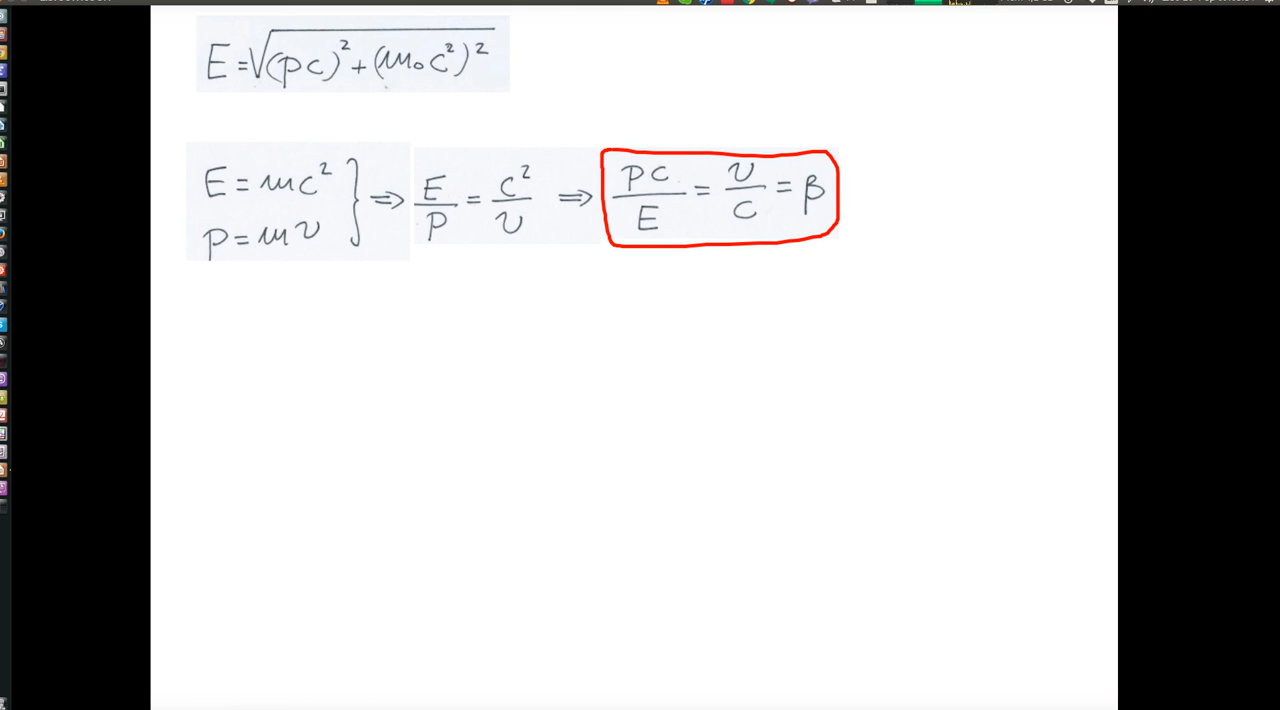 E = √((pc)² + (m₀c²)²)
E = mc²
p = mv
} ⇒ E/p = c²/v ⇒ pc/E = v/c = β